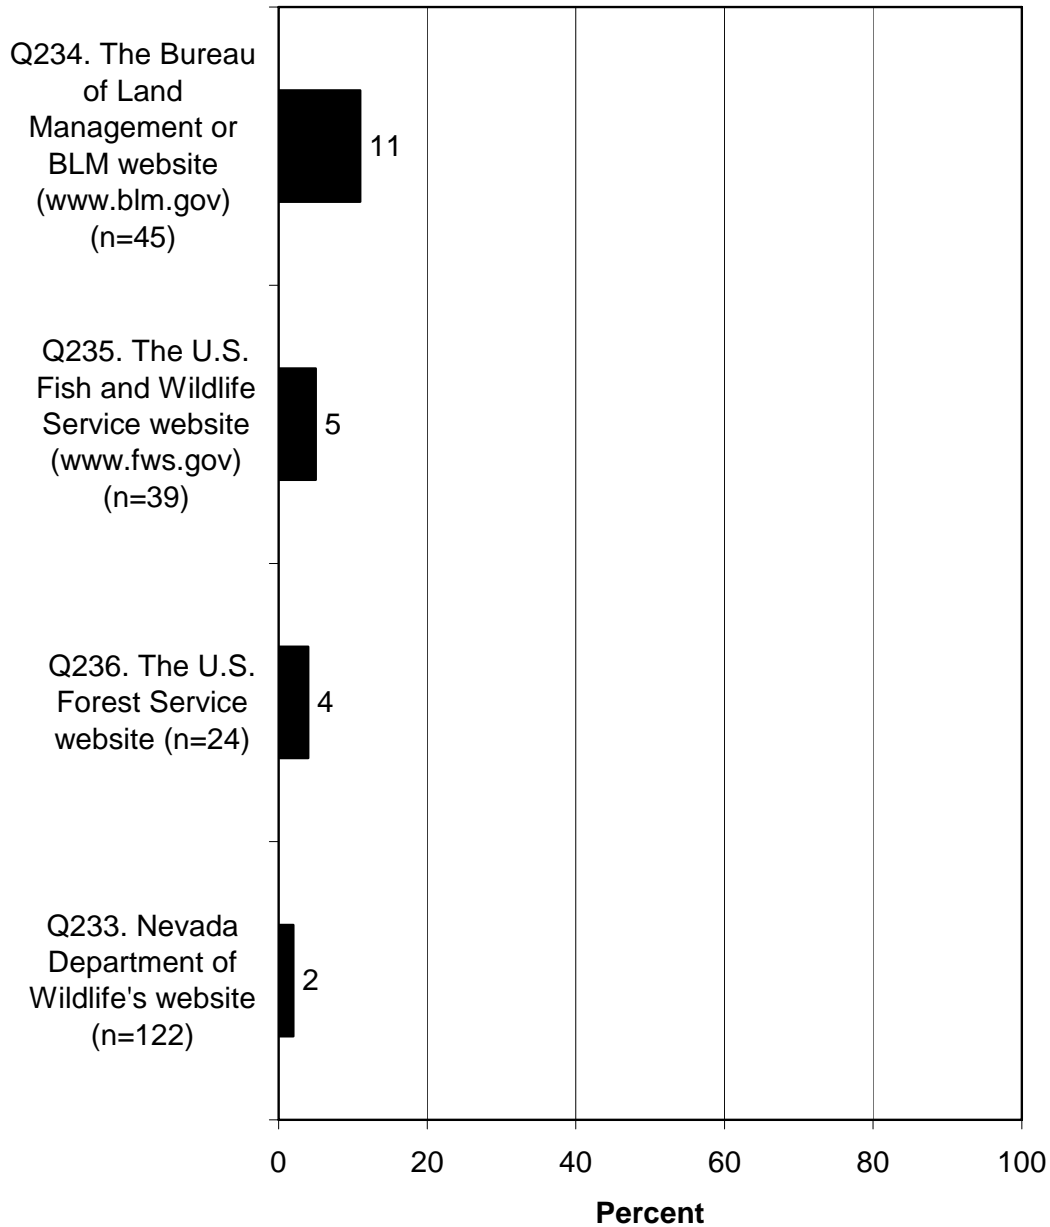 Q234. The Bureau
of Land
Management or
BLM website
(www.blm.gov)
(n=45)
11
Q235. The U.S.
Fish and Wildlife
Service website
(www.fws.gov)
(n=39)
5
Q236. The U.S.
Forest Service
website (n=24)
4
Q233. Nevada
Department of
Wildlife's website
(n=122)
2
0 20 40 60 80 100
Percent